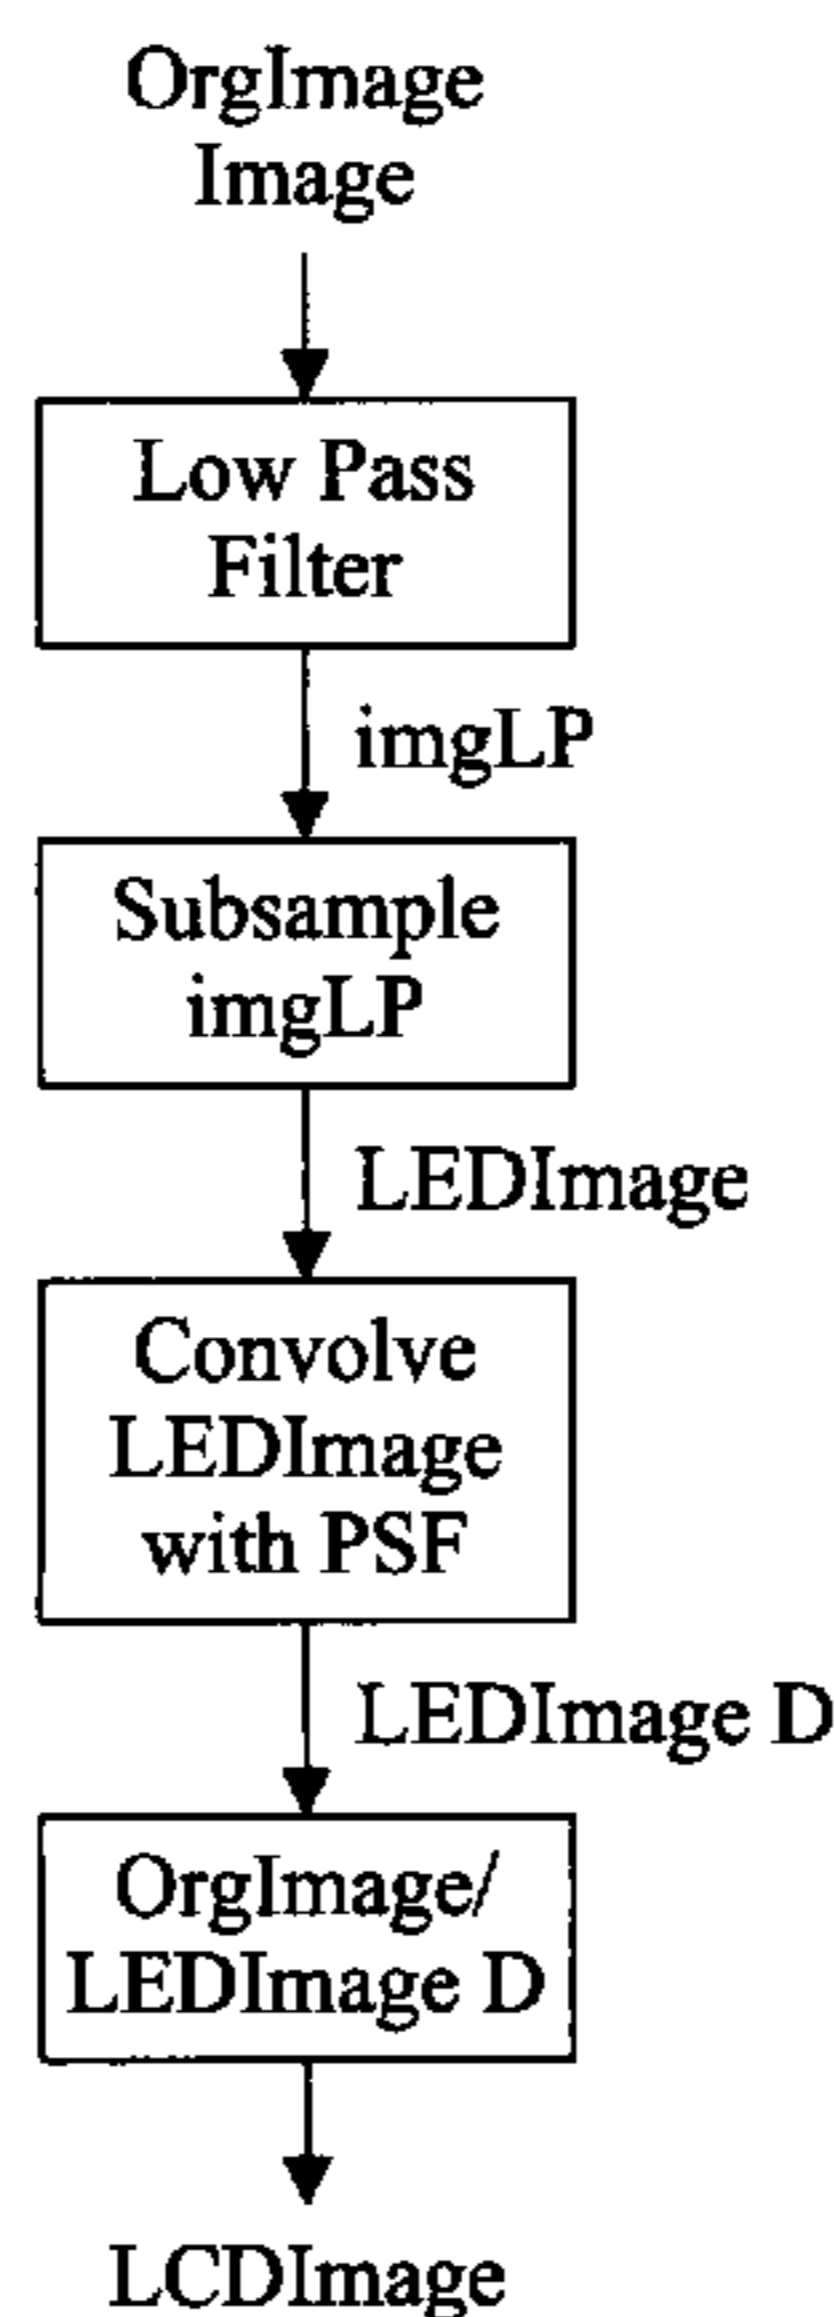 OrgImage
Image
Low Pass
Filter
imgLP
Subsample
imgLP
LEDImage
Convolve
LEDImage
with PSF
LEDImage D
OrgImage/
LEDImage D
LCDImage